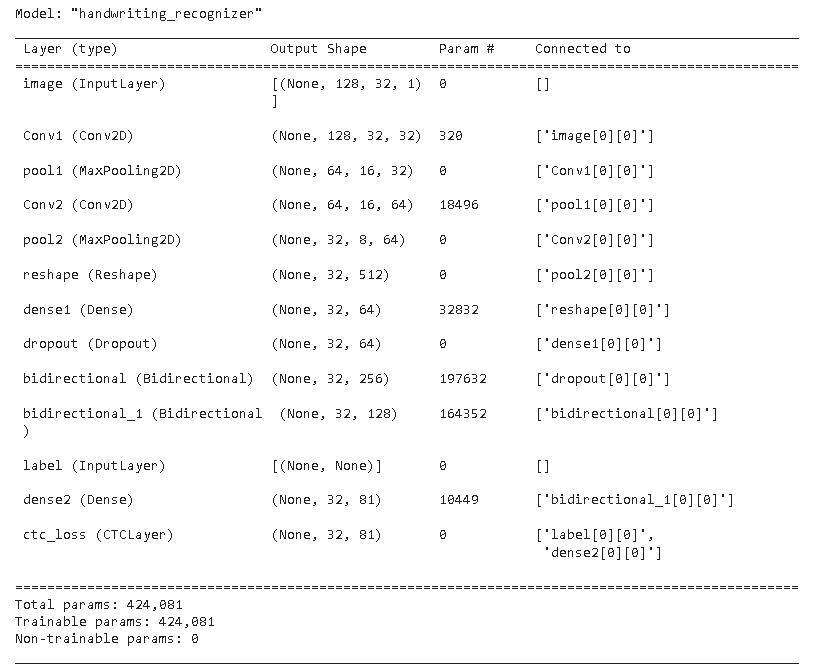 Model: "handwriting_recognizer"
Layer (type) Output Shape Param # Connected to
image (InputLayer) [(None, 128, 32, 1) 0 []
]
Conv1 (Conv2D) (None, 128, 32, 32) 320 ['image[0][0]']
pool1 (MaxPooling2D) (None, 64, 16, 32) 0 ['Conv1[0][0]']
Conv2 (Conv2D) (None, 64, 16, 64) 18496 ['pool1[0][0]']
pool2 (MaxPooling2D) (None, 32, 8, 64) 0 ['Conv2[0][0]']
reshape (Reshape) (None, 32, 512) 0 ['pool2[0][0]']
dense1 (Dense) (None, 32, 64) 32832 ['reshape[0][0]']
dropout (Dropout) (None, 32, 64) 0 ['dense1[0][0]']
bidirectional (Bidirectional) (None, 32, 256) 197632 ['dropout[0][0]']
bidirectional_1 (Bidirectional (None, 32, 128) 164352 ['bidirectional[0][0]']
)
label (InputLayer) [(None, None)] 0 []
dense2 (Dense) (None, 32, 81) 10449 ['bidirectional_1[0][0]']
ctc_loss (CTCLayer) (None, 32, 81) 0 ['label[0][0]',
'dense2[0][0]']
Total params: 424,081
Trainable params: 424,081
Non-trainable params: 0